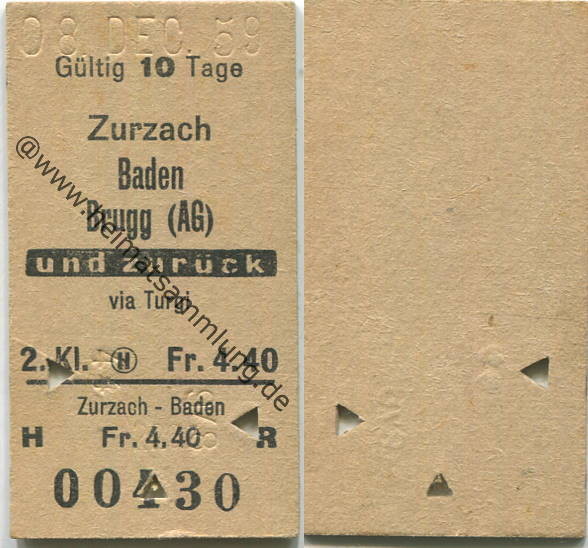 08 DEC. 59
Gültig 10 Tage
Zurzach
Baden
Brugg (AG)
und zurück
via Turgi
2. Kl. H Fr. 4.40
Zurzach - Baden
H Fr. 4.40 R
00430
@www.heimatsammlung.de